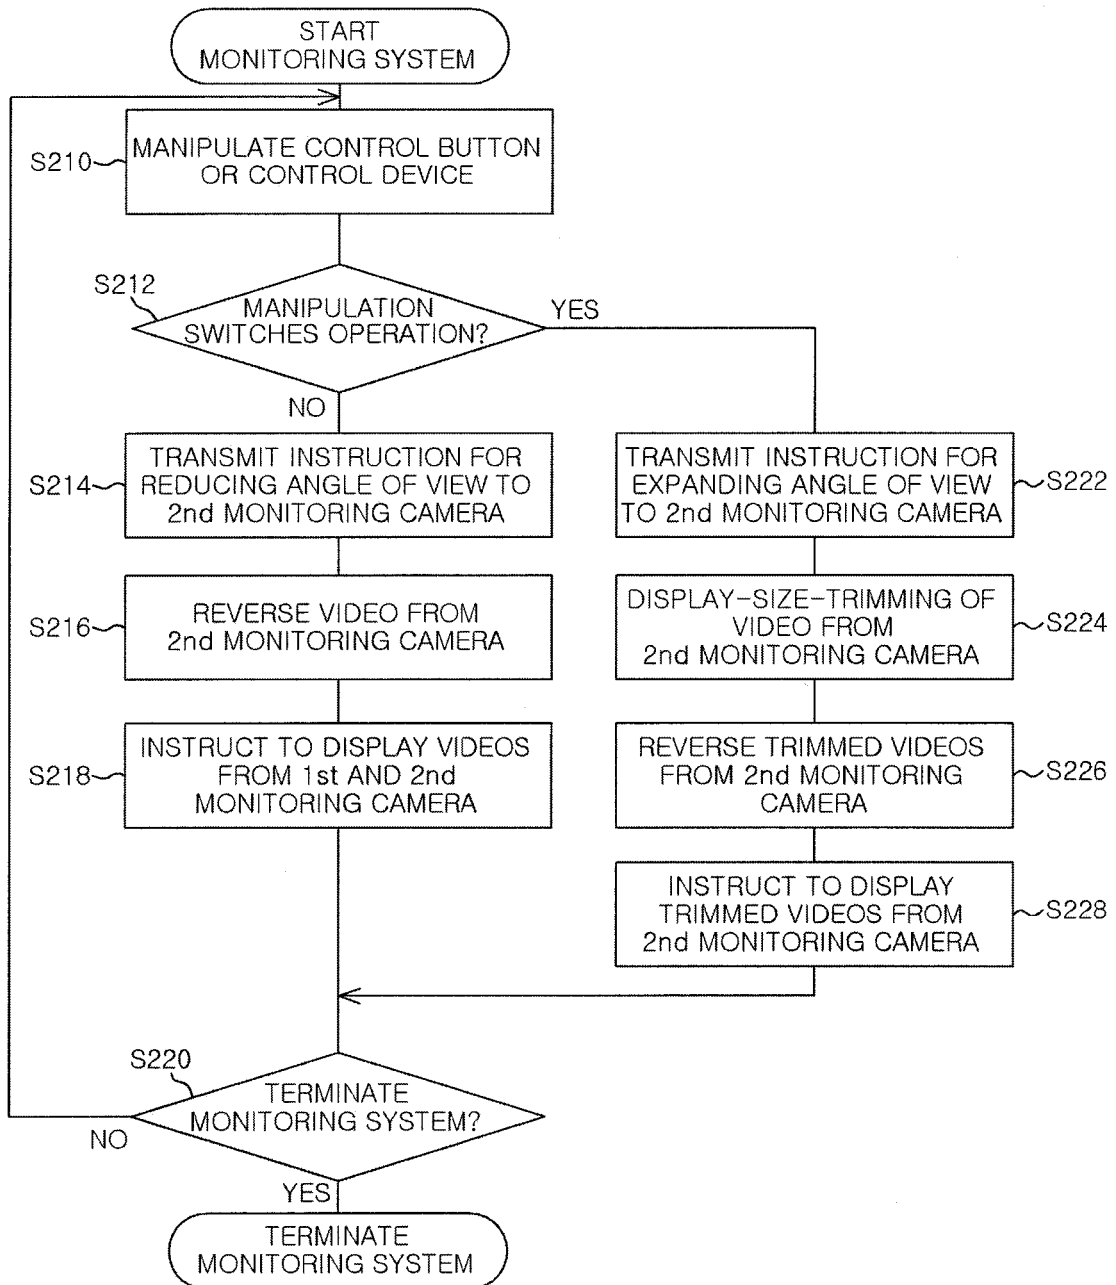 START
MONITORING SYSTEM
S210
MANIPULATE CONTROL BUTTON
OR CONTROL DEVICE
S212
MANIPULATION
SWITCHES OPERATION?
YES
NO
S214
TRANSMIT INSTRUCTION FOR
REDUCING ANGLE OF VIEW TO
2nd MONITORING CAMERA
TRANSMIT INSTRUCTION FOR
EXPANDING ANGLE OF VIEW
TO 2nd MONITORING CAMERA
S222
S216
REVERSE VIDEO FROM
2nd MONITORING CAMERA
DISPLAY-SIZE-TRIMMING OF
VIDEO FROM
2nd MONITORING CAMERA
S224
S218
INSTRUCT TO DISPLAY VIDEOS
FROM 1st AND 2nd
MONITORING CAMERA
REVERSE TRIMMED VIDEOS
FROM 2nd MONITORING
CAMERA
S226
INSTRUCT TO DISPLAY
TRIMMED VIDEOS FROM
2nd MONITORING CAMERA
S228
S220
TERMINATE
MONITORING SYSTEM?
NO
YES
TERMINATE
MONITORING SYSTEM